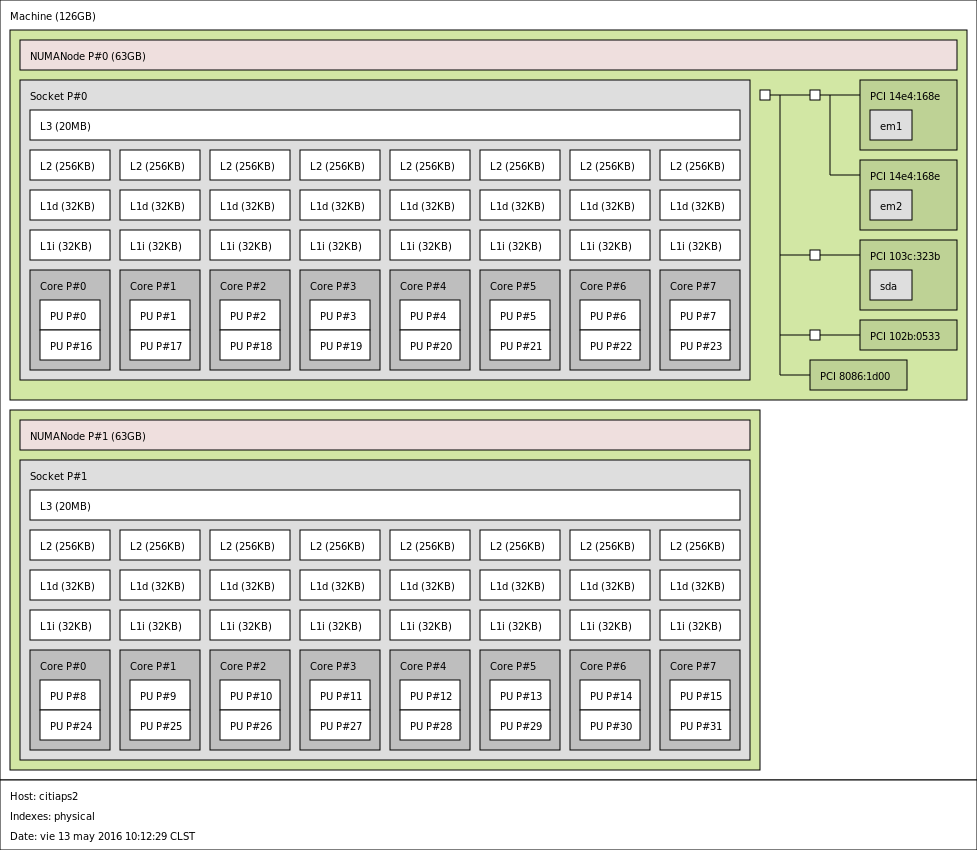 Machine (126GB)
NUMANode P#0 (63GB)
Socket P#0
L3 (20MB)
L2 (256KB) L2 (256KB) L2 (256KB) L2 (256KB) L2 (256KB) L2 (256KB) L2 (256KB) L2 (256KB)
L1d (32KB) L1d (32KB) L1d (32KB) L1d (32KB) L1d (32KB) L1d (32KB) L1d (32KB) L1d (32KB)
L1i (32KB) L1i (32KB) L1i (32KB) L1i (32KB) L1i (32KB) L1i (32KB) L1i (32KB) L1i (32KB)
Core P#0 Core P#1 Core P#2 Core P#3 Core P#4 Core P#5 Core P#6 Core P#7
PU P#0 PU P#1 PU P#2 PU P#3 PU P#4 PU P#5 PU P#6 PU P#7
PU P#16 PU P#17 PU P#18 PU P#19 PU P#20 PU P#21 PU P#22 PU P#23
PCI 14e4:168e
em1
PCI 14e4:168e
em2
PCI 103c:323b
sda
PCI 102b:0533
PCI 8086:1d00
NUMANode P#1 (63GB)
Socket P#1
L3 (20MB)
L2 (256KB) L2 (256KB) L2 (256KB) L2 (256KB) L2 (256KB) L2 (256KB) L2 (256KB) L2 (256KB)
L1d (32KB) L1d (32KB) L1d (32KB) L1d (32KB) L1d (32KB) L1d (32KB) L1d (32KB) L1d (32KB)
L1i (32KB) L1i (32KB) L1i (32KB) L1i (32KB) L1i (32KB) L1i (32KB) L1i (32KB) L1i (32KB)
Core P#0 Core P#1 Core P#2 Core P#3 Core P#4 Core P#5 Core P#6 Core P#7
PU P#8 PU P#9 PU P#10 PU P#11 PU P#12 PU P#13 PU P#14 PU P#15
PU P#24 PU P#25 PU P#26 PU P#27 PU P#28 PU P#29 PU P#30 PU P#31
Host: citiaps2
Indexes: physical
Date: vie 13 may 2016 10:12:29 CLST